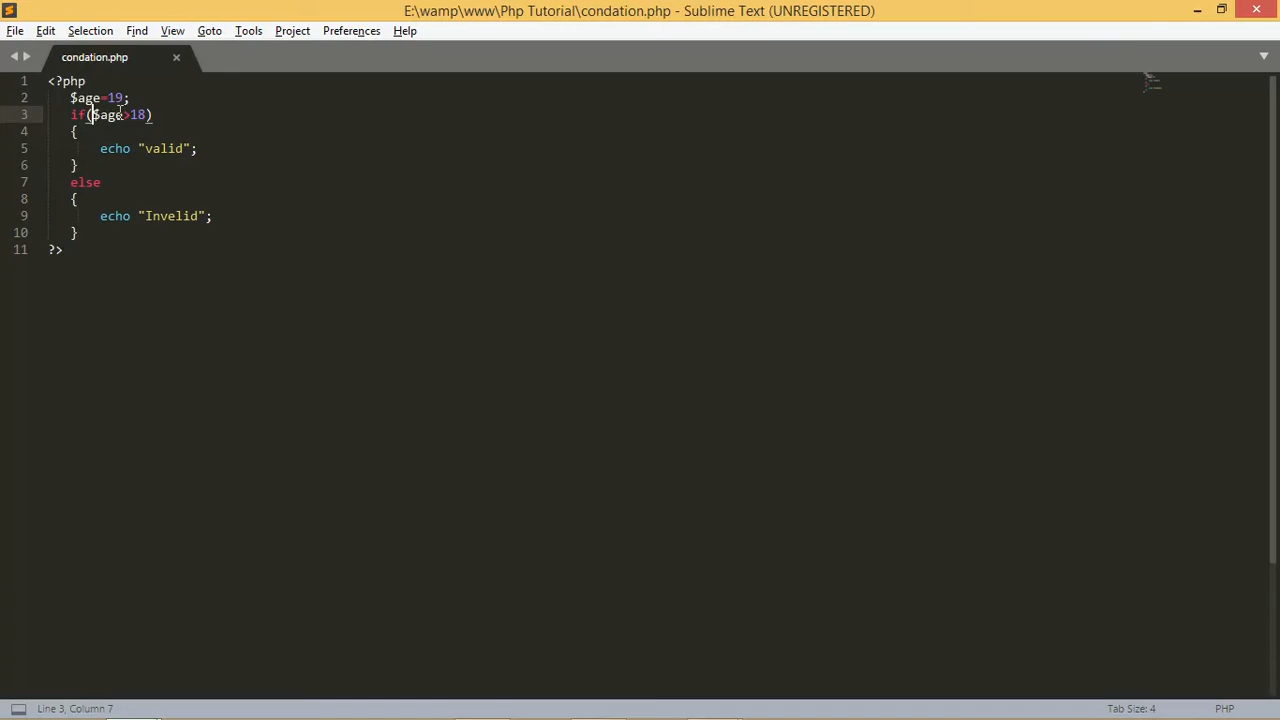 E:\wamp\www\Php Tutorial\condation.php - Sublime Text (UNREGISTERED)
File Edit Selection Find View Goto Tools Project Preferences Help
condation.php
1 <?php
2 $age=19;
3 if($age>18)
4 {
5 echo "valid";
6 }
7 else
8 {
9 echo "Invelid";
10 }
11 ?>
Line 3, Column 7 Tab Size: 4 PHP